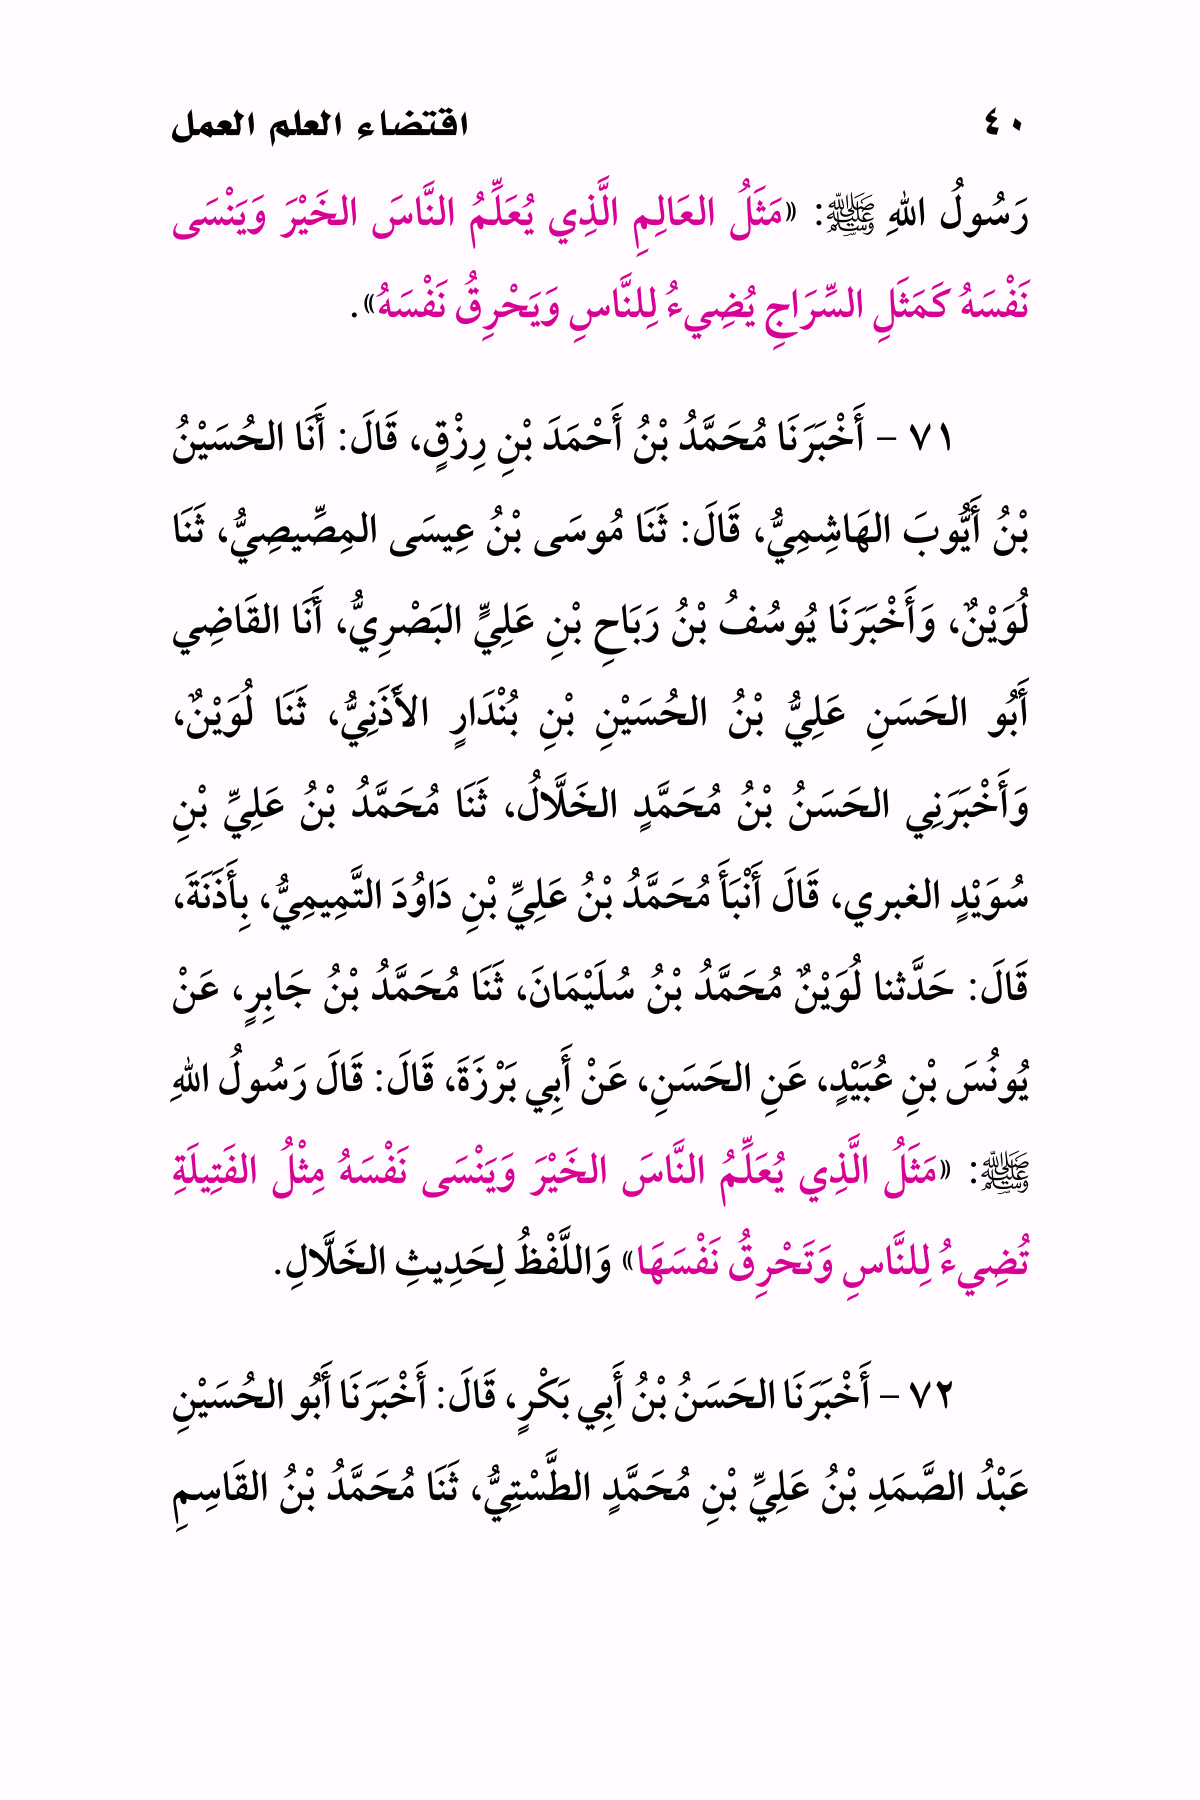 ٤٠ اقتضاء العلم العمل
رَسُولُ اللهِ ﷺ: «مَثَلُ العَالِمِ الَّذِي يُعَلِّمُ النَّاسَ الخَيْرَ وَيَنْسَى
نَفْسَهُ كَمَثَلِ السِّرَاجِ يُضِيءُ لِلنَّاسِ وَيَحْرِقُ نَفْسَهُ».
٧١ – أَخْبَرَنَا مُحَمَّدُ بْنُ أَحْمَدَ بْنِ رِزْقٍ، قَالَ: أَنَا الحُسَيْنُ
بْنُ أَيُّوبَ الهَاشِمِيُّ، قَالَ: ثَنَا مُوسَى بْنُ عِيسَى المِصِّيصِيُّ، ثَنَا
لُوَيْنٌ، وَأَخْبَرَنَا يُوسُفُ بْنُ رَبَاحِ بْنِ عَلِيٍّ البَصْرِيُّ، أَنَا القَاضِي
أَبُو الحَسَنِ عَلِيُّ بْنُ الحُسَيْنِ بْنِ بُنْدَارٍ الأَذَنِيُّ، ثَنَا لُوَيْنٌ،
وَأَخْبَرَنِي الحَسَنُ بْنُ مُحَمَّدٍ الخَلَّالُ، ثَنَا مُحَمَّدُ بْنُ عَلِيِّ بْنِ
سُوَيْدٍ الغبري، قَالَ أَنْبَأَ مُحَمَّدُ بْنُ عَلِيِّ بْنِ دَاوُدَ التَّمِيمِيُّ، بِأَذَنَةَ،
قَالَ: حَدَّثنا لُوَيْنٌ مُحَمَّدُ بْنُ سُلَيْمَانَ، ثَنَا مُحَمَّدُ بْنُ جَابِرٍ، عَنْ
يُونُسَ بْنِ عُبَيْدٍ، عَنِ الحَسَنِ، عَنْ أَبِي بَرْزَةَ، قَالَ: قَالَ رَسُولُ اللهِ
ﷺ: «مَثَلُ الَّذِي يُعَلِّمُ النَّاسَ الخَيْرَ وَيَنْسَى نَفْسَهُ مِثْلُ الفَتِيلَةِ
تُضِيءُ لِلنَّاسِ وَتَحْرِقُ نَفْسَهَا» وَاللَّفْظُ لِحَدِيثِ الخَلَّالِ.
٧٢ – أَخْبَرَنَا الحَسَنُ بْنُ أَبِي بَكْرٍ، قَالَ: أَخْبَرَنَا أَبُو الحُسَيْنِ
عَبْدُ الصَّمَدِ بْنُ عَلِيِّ بْنِ مُحَمَّدٍ الطَّسْتِيُّ، ثَنَا مُحَمَّدُ بْنُ القَاسِمِ